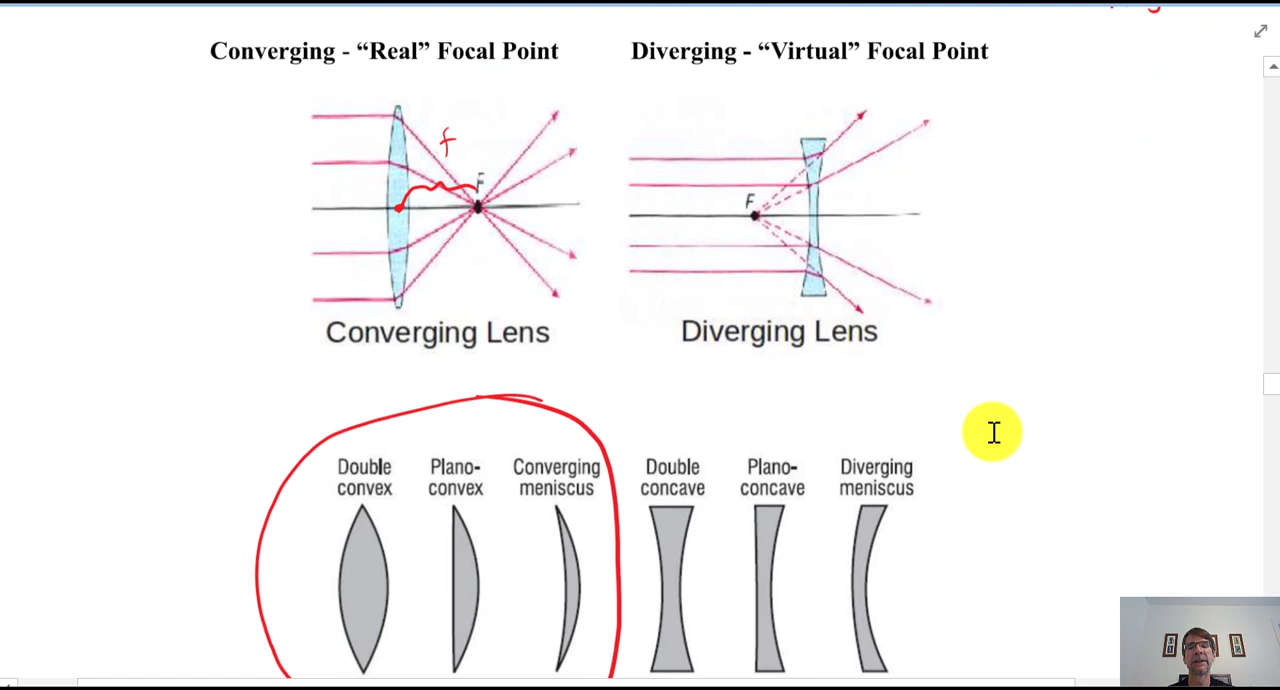 Converging - “Real” Focal Point
Diverging - “Virtual” Focal Point
f
F
F
Converging Lens
Diverging Lens
Double convex
Plano-convex
Converging meniscus
Double concave
Plano-concave
Diverging meniscus